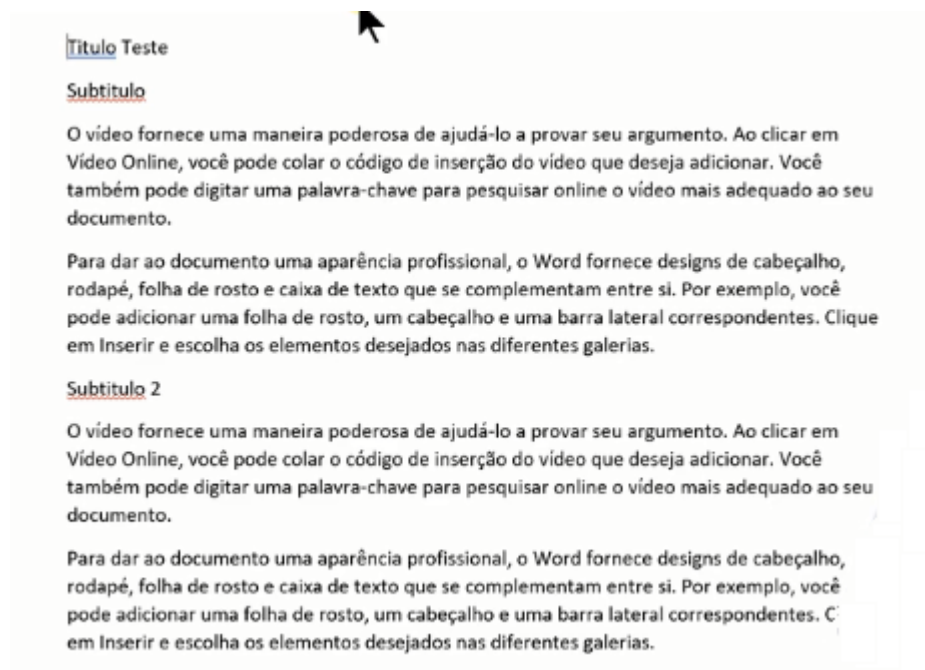 Titulo Teste
Subtitulo
O vídeo fornece uma maneira poderosa de ajudá-lo a provar seu argumento. Ao clicar em
Vídeo Online, você pode colar o código de inserção do vídeo que deseja adicionar. Você
também pode digitar uma palavra-chave para pesquisar online o vídeo mais adequado ao seu
documento.
Para dar ao documento uma aparência profissional, o Word fornece designs de cabeçalho,
rodapé, folha de rosto e caixa de texto que se complementam entre si. Por exemplo, você
pode adicionar uma folha de rosto, um cabeçalho e uma barra lateral correspondentes. Clique
em Inserir e escolha os elementos desejados nas diferentes galerias.
Subtitulo 2
O vídeo fornece uma maneira poderosa de ajudá-lo a provar seu argumento. Ao clicar em
Vídeo Online, você pode colar o código de inserção do vídeo que deseja adicionar. Você
também pode digitar uma palavra-chave para pesquisar online o vídeo mais adequado ao seu
documento.
Para dar ao documento uma aparência profissional, o Word fornece designs de cabeçalho,
rodapé, folha de rosto e caixa de texto que se complementam entre si. Por exemplo, você
pode adicionar uma folha de rosto, um cabeçalho e uma barra lateral correspondentes.
em Inserir e escolha os elementos desejados nas diferentes galerias.